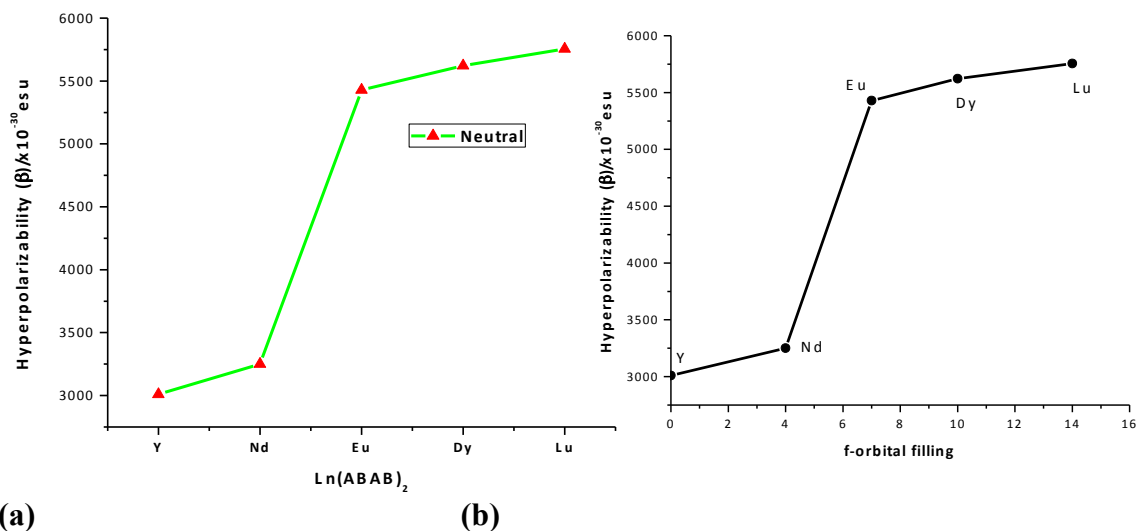 6000
5500
5000
4500
4000
3500
3000
Hyperpolarizability (β)/x10⁻³⁰esu
Neutral
Y Nd Eu Dy Lu
Ln(ABAB)₂
(a)
6000
5500
5000
4500
4000
3500
3000
Hyperpolarizability (β)/x10⁻³⁰esu
Eu
Dy
Lu
Nd
Y
0 2 4 6 8 10 12 14 16
f-orbital filling
(b)